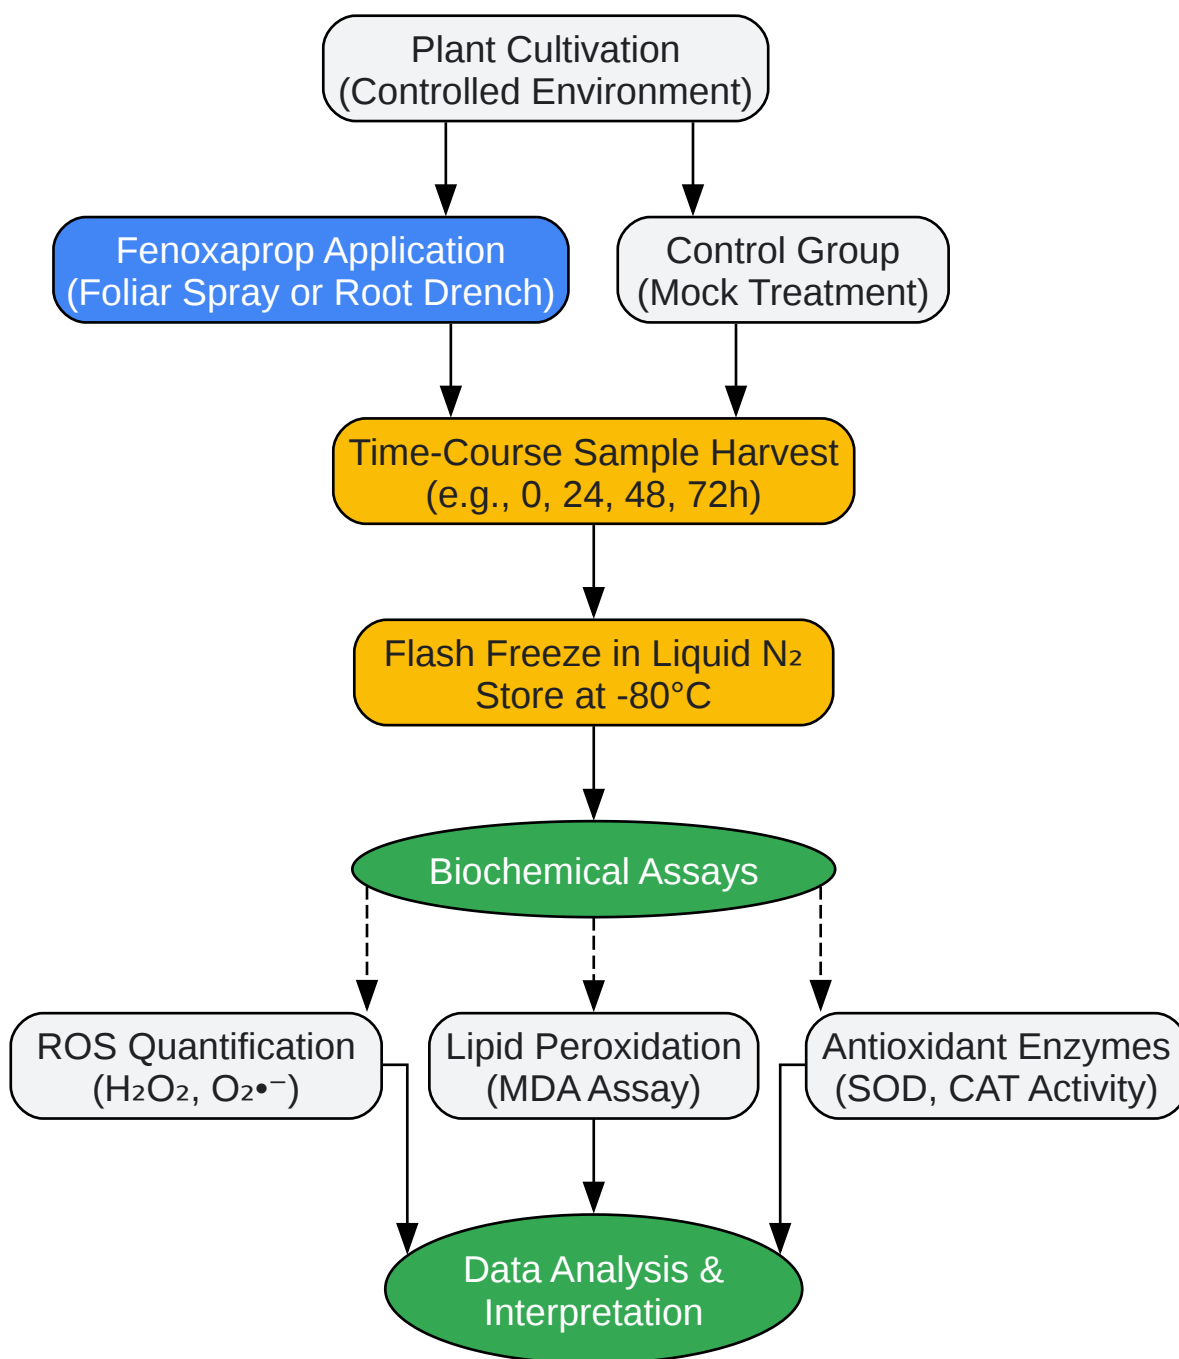 Plant Cultivation
(Controlled Environment)
Fenoxaprop Application
(Foliar Spray or Root Drench)
Control Group
(Mock Treatment)
Time-Course Sample Harvest
(e.g., 0, 24, 48, 72h)
Flash Freeze in Liquid N₂
Store at -80°C
Biochemical Assays
ROS Quantification
(H₂O₂, O₂•⁻)
Lipid Peroxidation
(MDA Assay)
Antioxidant Enzymes
(SOD, CAT Activity)
Data Analysis &
Interpretation